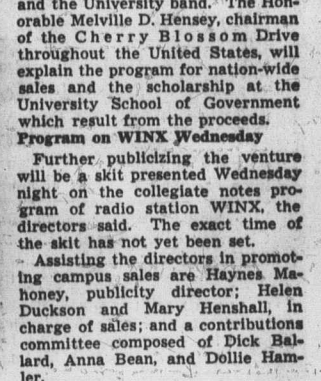 and the University band. The Hon-
orable Melville D. Hensey, chairman
of the Cherry Blossom Drive
throughout the United States, will
explain the program for nation-wide
sales and the scholarship at the
University School of Government
which result from the proceeds.
Program on WINX Wednesday
Further publicizing the venture
will be a skit presented Wednesday
night on the collegiate notes pro-
gram of radio station WINX, the
directors said. The exact time of
the skit has not yet been set.
Assisting the directors in promot-
ing campus sales are Haynes Ma-
honey, publicity director; Helen
Duckson and Mary Henshall, in
charge of sales; and a contributions
committee composed of Dick Bal-
lard, Anna Bean, and Dollie Ham-
ler.